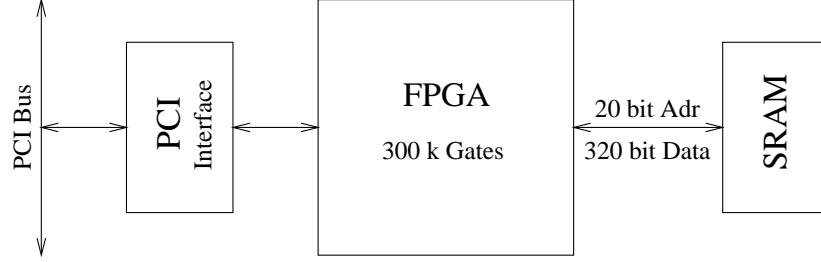 PCI Bus
PCI
Interface
FPGA
300 k Gates
20 bit Adr
320 bit Data
SRAM